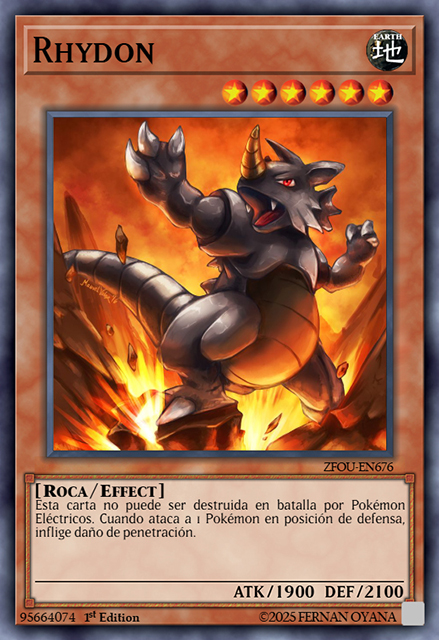 RHYDON
EARTH
地
ZFOU-EN676
[ROCA/EFFECT]
Esta carta no puede ser destruida en batalla por Pokémon
Eléctricos. Cuando ataca a 1 Pokémon en posición de defensa,
inflige daño de penetración.
ATK/1900 DEF/2100
95664074 1st Edition ©2025 FERNAN OYANA